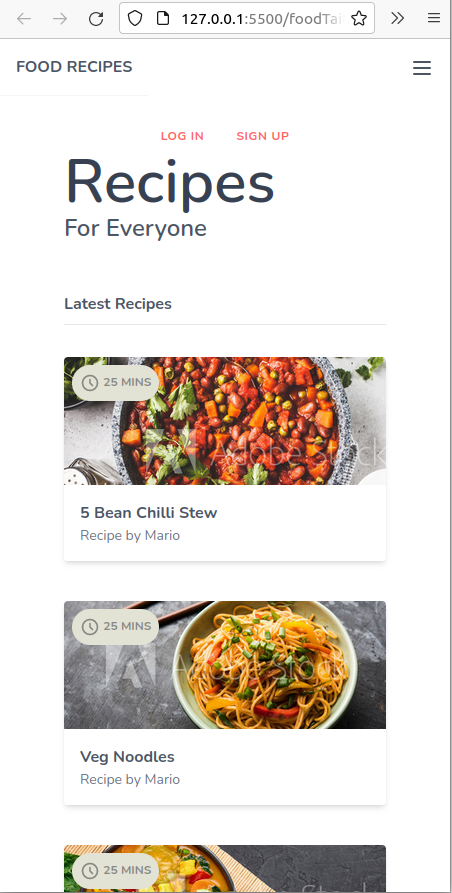 127.0.0.1:5500/foodTai
FOOD RECIPES
LOG IN SIGN UP
Recipes
For Everyone
Latest Recipes
25 MINS
Adobe Stock
5 Bean Chilli Stew
Recipe by Mario
25 MINS
Adobe Stock
Veg Noodles
Recipe by Mario
25 MINS
Stock